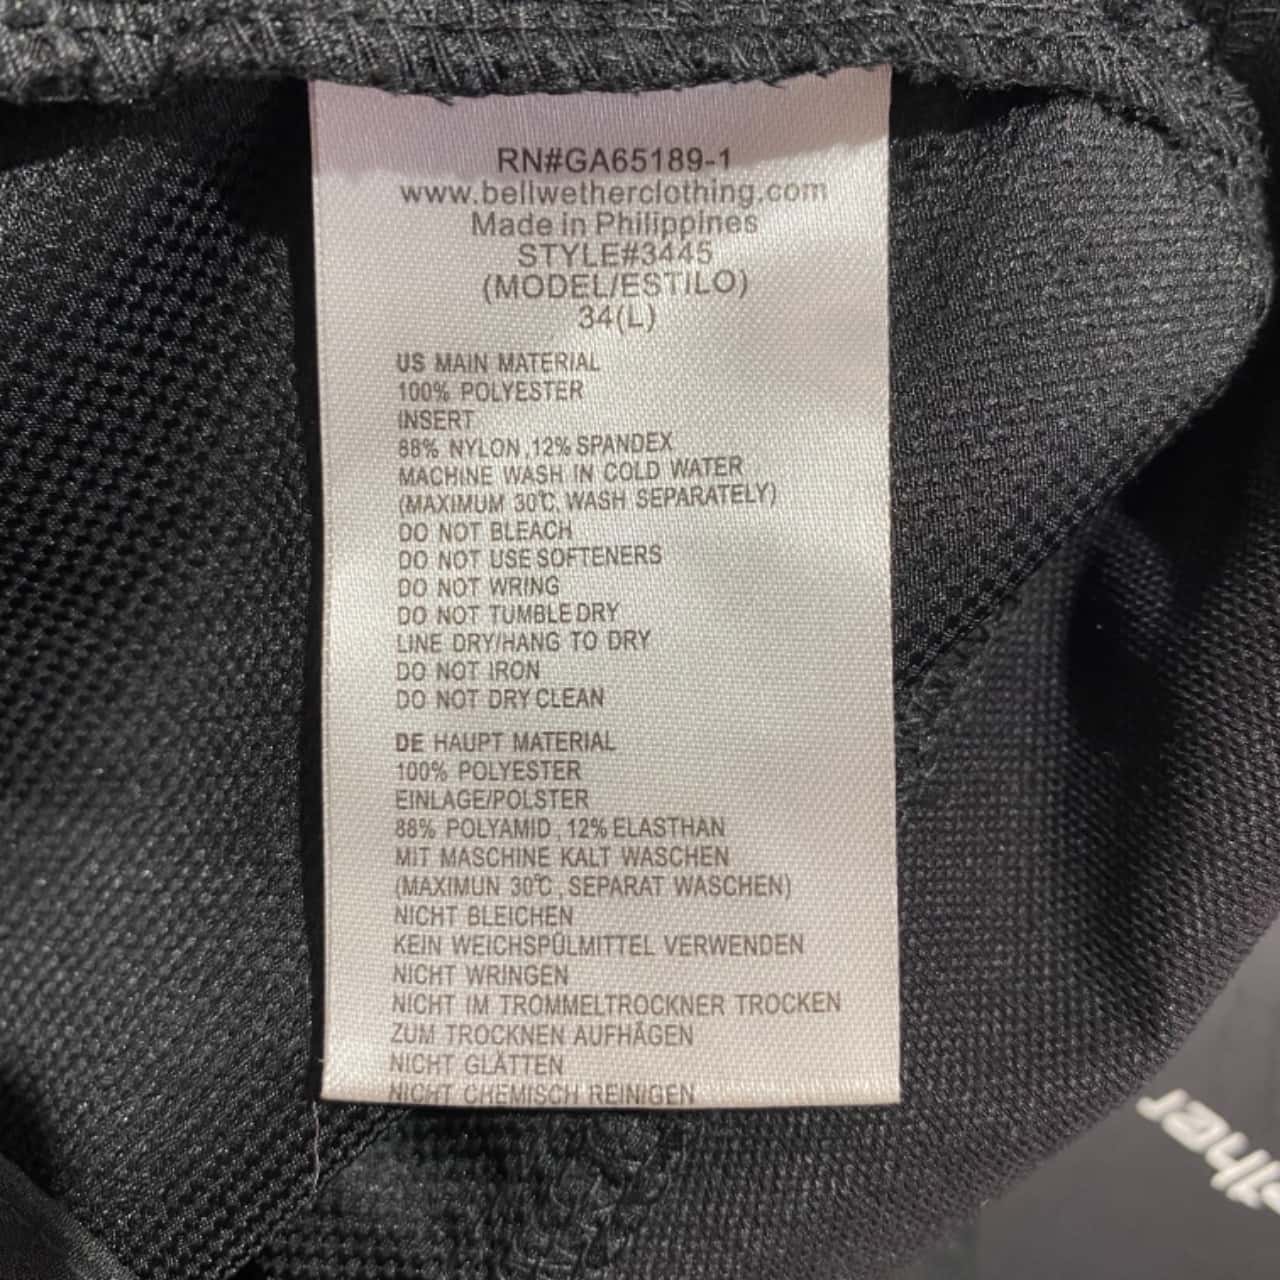 RN#GA65189-1
www.bellwetherclothing.com
Made in Philippines
STYLE#3445
(MODEL/ESTILO)
34(L)
US MAIN MATERIAL
100% POLYESTER
INSERT
88% NYLON ,12% SPANDEX
MACHINE WASH IN COLD WATER
(MAXIMUM 30℃, WASH SEPARATELY)
DO NOT BLEACH
DO NOT USE SOFTENERS
DO NOT WRING
DO NOT TUMBLE DRY
LINE DRY/HANG TO DRY
DO NOT IRON
DO NOT DRY CLEAN
DE HAUPT MATERIAL
100% POLYESTER
EINLAGE/POLSTER
88% POLYAMID , 12% ELASTHAN
MIT MASCHINE KALT WASCHEN
(MAXIMUN 30℃ , SEPARAT WASCHEN)
NICHT BLEICHEN
KEIN WEICHSPÜLMITTEL VERWENDEN
NICHT WRINGEN
NICHT IM TROMMELTROCKNER TROCKEN
ZUM TROCKNEN AUFHÄGEN
NICHT GLÄTTEN
NICHT CHEMISCH REINIGEN